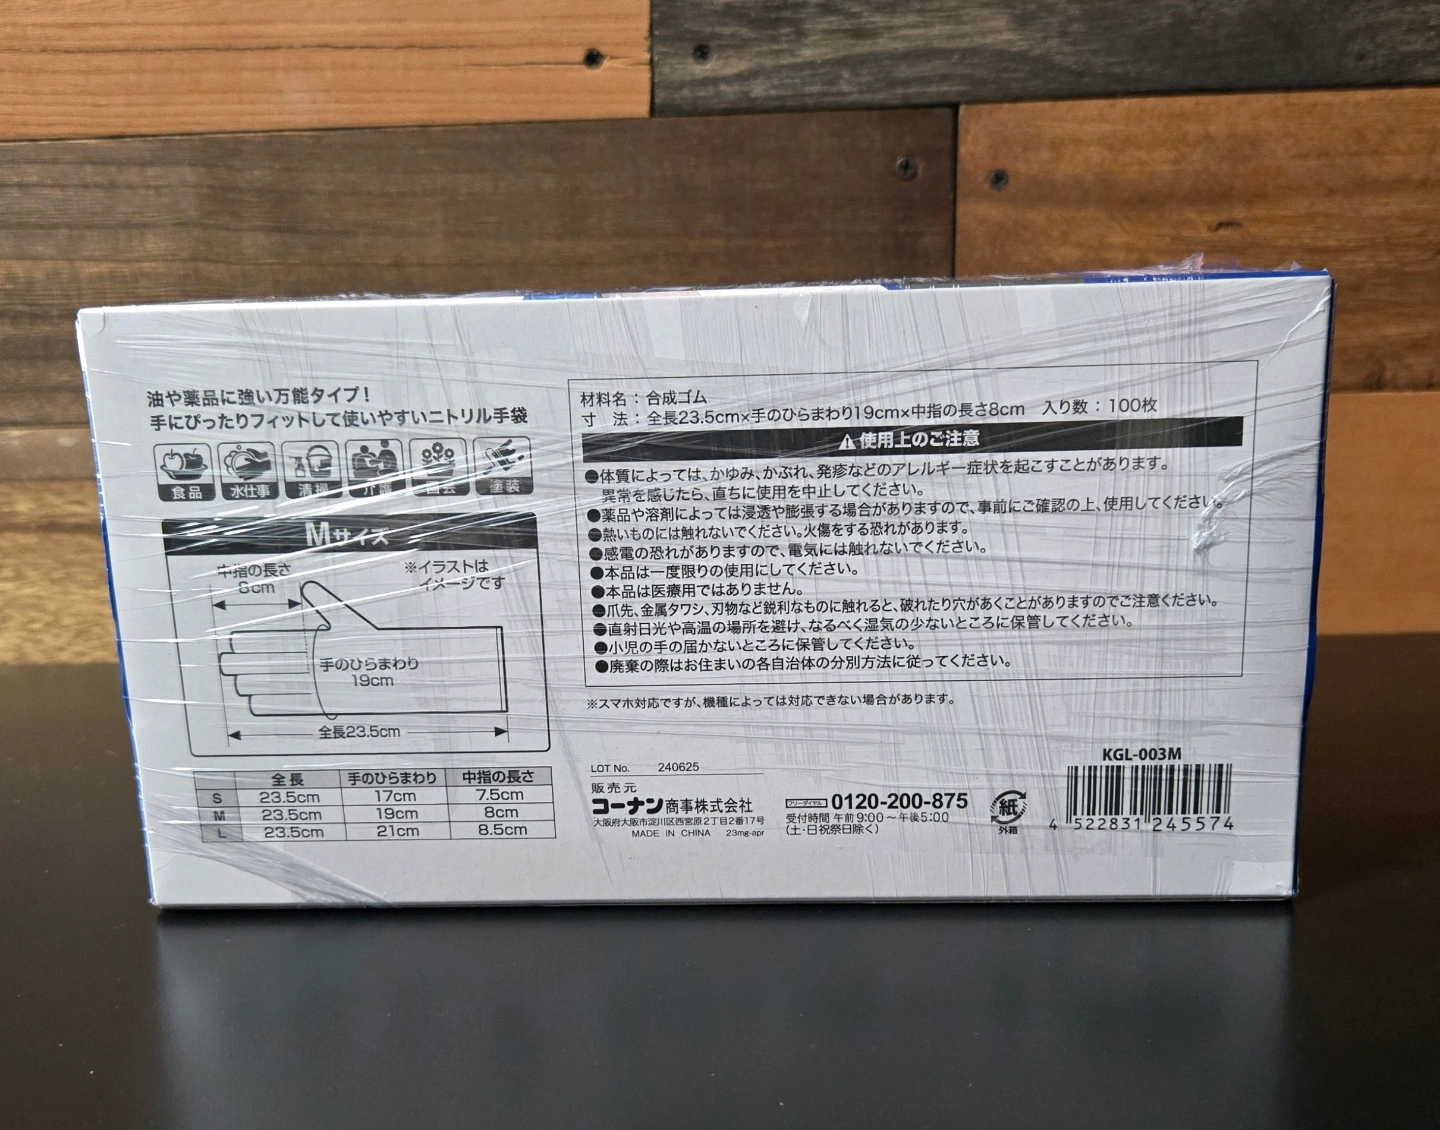 油や薬品に強い万能タイプ！
手にぴったりフィットして使いやすいニトリル手袋
食品 水仕事 清掃 介護 園芸 塗装
Mサイズ
中指の長さ
8cm
※イラストは
イメージです
手のひらまわり
19cm
全長23.5cm
全長 手のひらまわり 中指の長さ
S 23.5cm 17cm 7.5cm
M 23.5cm 19cm 8cm
L 23.5cm 21cm 8.5cm
材料名：合成ゴム
寸　法：全長23.5cm×手のひらまわり19cm×中指の長さ8cm　入り数：100枚
⚠使用上のご注意
●体質によっては、かゆみ、かぶれ、発疹などのアレルギー症状を起こすことがあります。
異常を感じたら、直ちに使用を中止してください。
●薬品や溶剤によっては浸透や膨張する場合がありますので、事前にご確認の上、使用してください。
●熱いものには触れないでください。火傷をする恐れがあります。
●感電の恐れがありますので、電気には触れないでください。
●本品は一度限りの使用にしてください。
●本品は医療用ではありません。
●爪先、金属タワシ、刃物など鋭利なものに触れると、破れたり穴があくことがありますのでご注意ください。
●直射日光や高温の場所を避け、なるべく湿気の少ないところに保管してください。
●小児の手の届かないところに保管してください。
●廃棄の際はお住まいの各自治体の分別方法に従ってください。
※スマホ対応ですが、機種によっては対応できない場合があります。
LOT No. 240625
販売元
コーナン商事株式会社
大阪府大阪市淀川区西宮原2丁目2番17号
MADE IN CHINA 23mg-apr
フリーダイヤル 0120-200-875
受付時間 午前9:00～午後5:00
（土・日祝祭日除く）
紙
外箱
KGL-003M
4 522831 245574